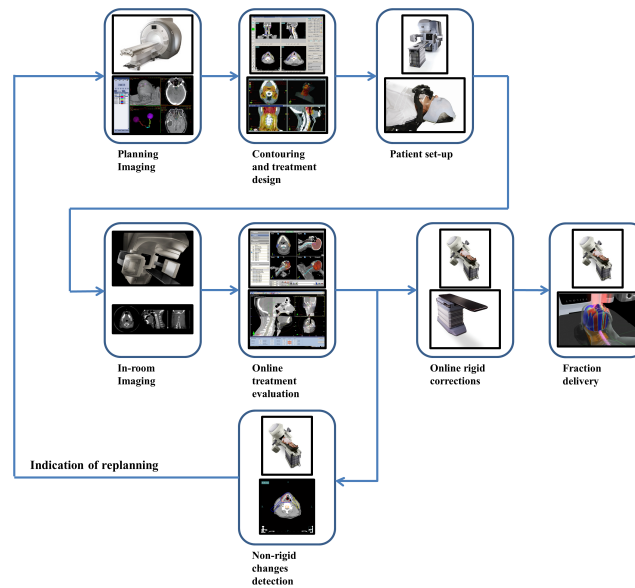 Planning
Imaging
Contouring
and treatment
design
Patient set-up
In-room
Imaging
Online
treatment
evaluation
Online rigid
corrections
Fraction
delivery
Indication of replanning
Non-rigid
changes
detection